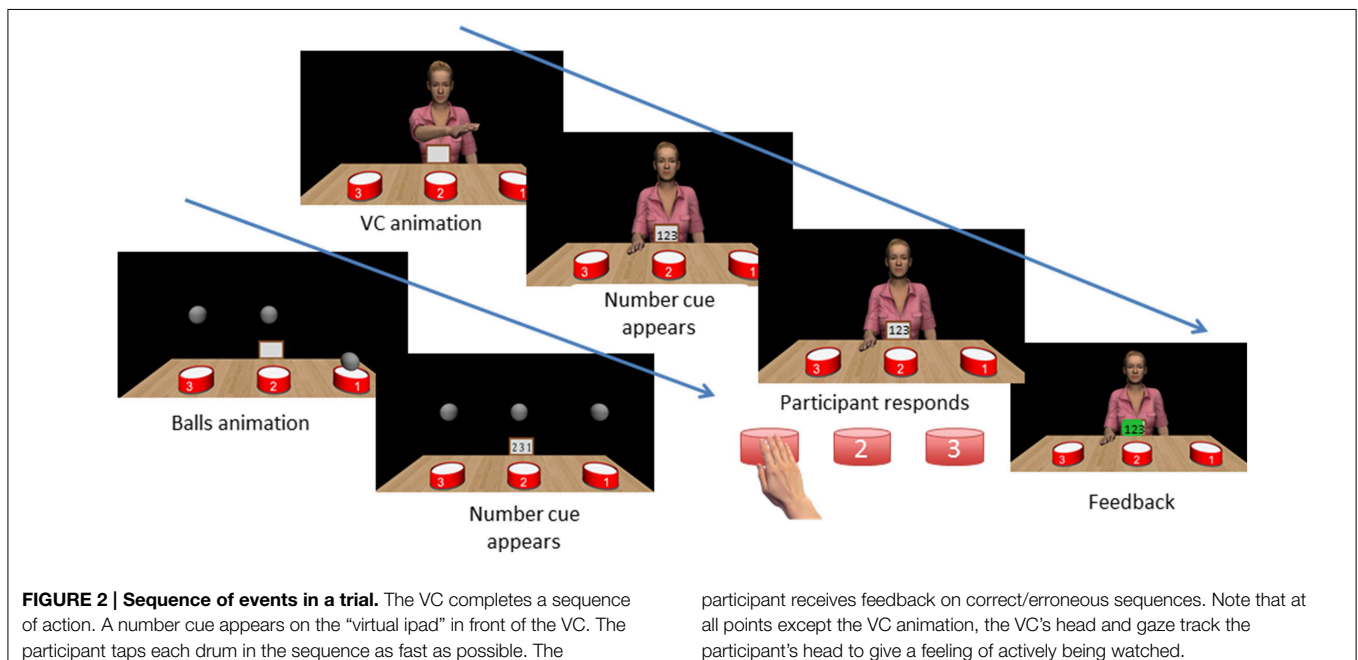 3
2
1
VC animation
123
3
2
1
Number cue
appears
123
3
2
1
Participant responds
2
3
123
3
2
1
Feedback
3
2
1
Balls animation
231
3
2
1
Number cue
appears
FIGURE 2 | Sequence of events in a trial. The VC completes a sequence
of action. A number cue appears on the “virtual ipad” in front of the VC. The
participant taps each drum in the sequence as fast as possible. The
participant receives feedback on correct/erroneous sequences. Note that at
all points except the VC animation, the VC’s head and gaze track the
participant’s head to give a feeling of actively being watched.